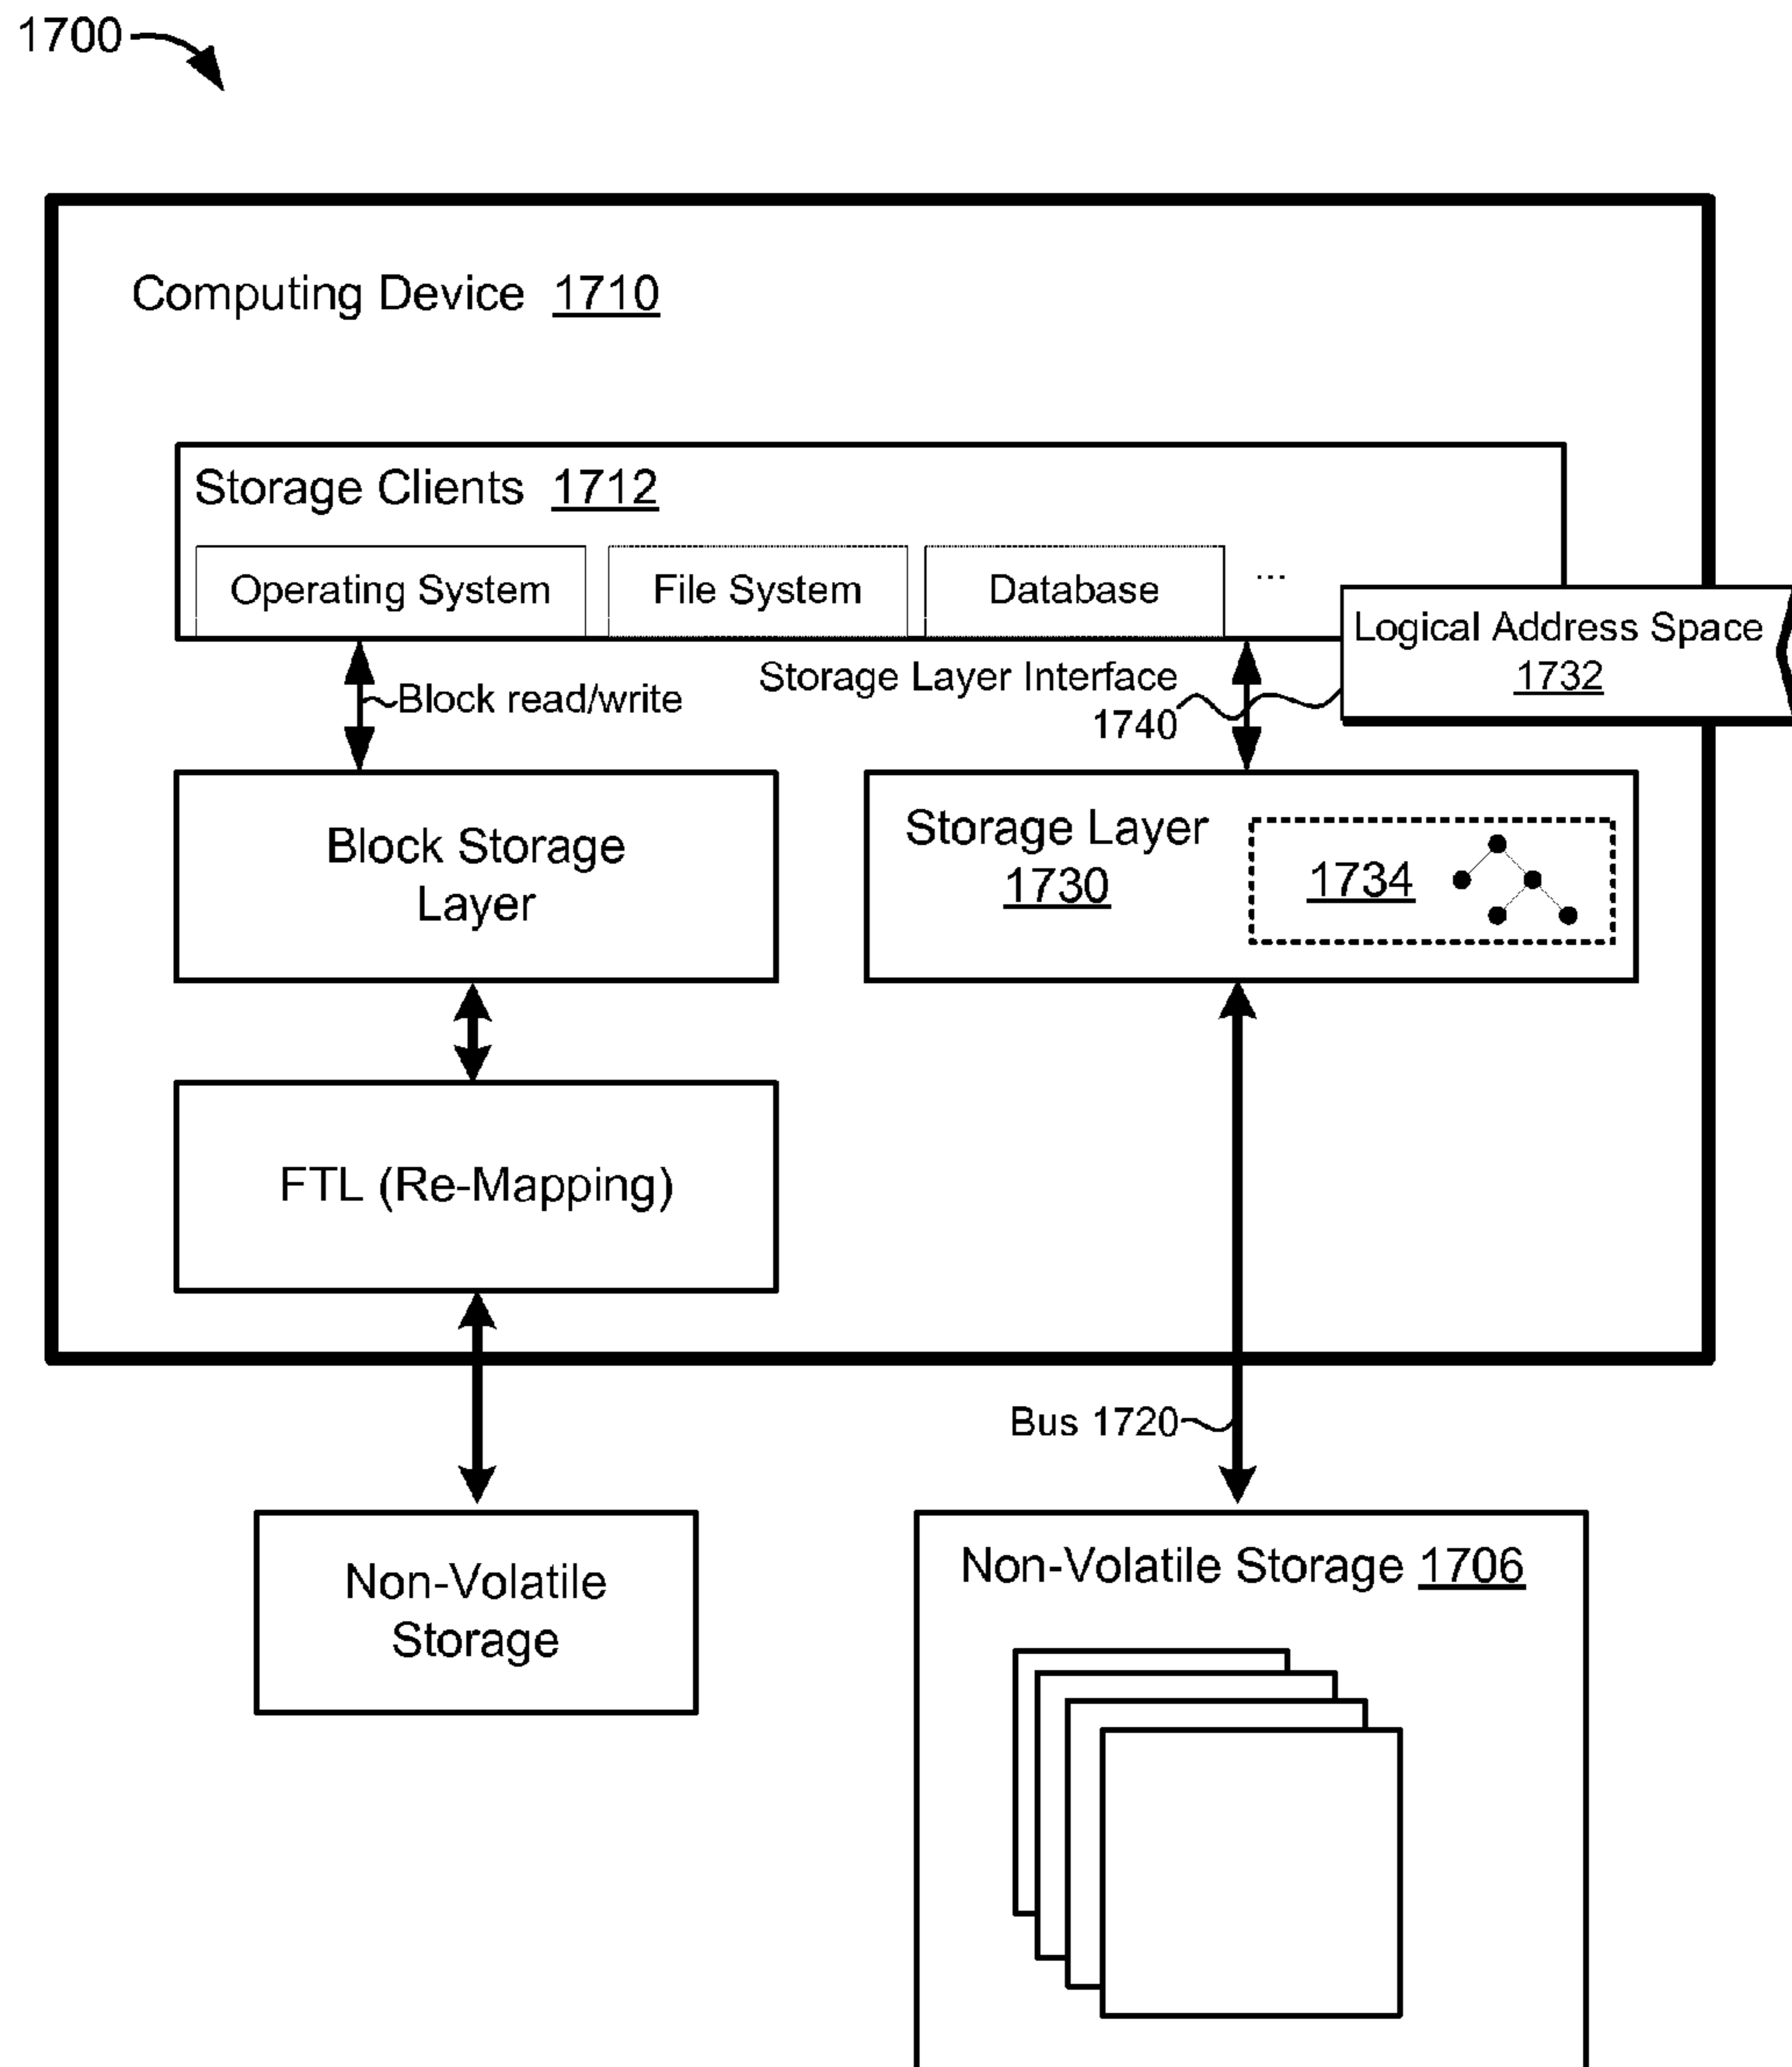 1700
Computing Device 1710
Storage Clients 1712
Operating System
File System
Database
...
Logical Address Space
1732
Block read/write
Storage Layer Interface
1740
Block Storage
Layer
Storage Layer
1730
1734
FTL (Re-Mapping)
Bus 1720
Non-Volatile
Storage
Non-Volatile Storage 1706